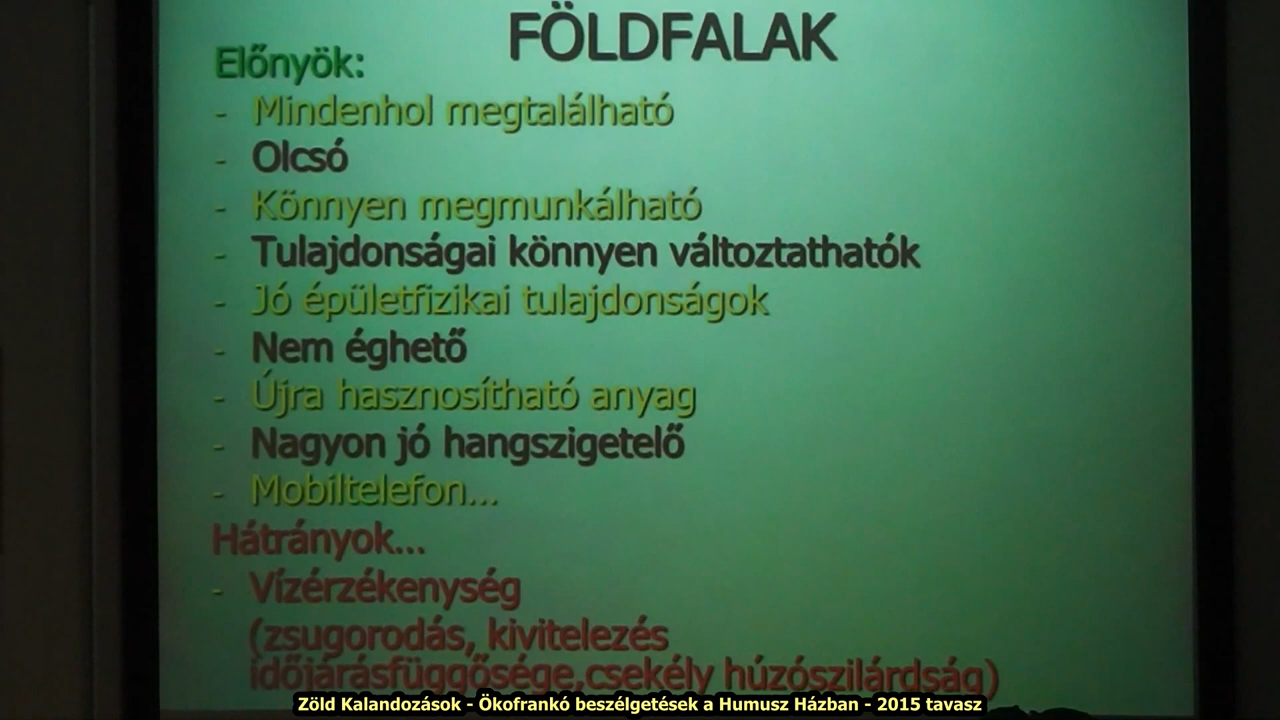 FÖLDFALAK
Előnyök:
- Mindenhol megtalálható
- Olcsó
- Könnyen megmunkálható
- Tulajdonságai könnyen változtathatók
- Jó épületfizikai tulajdonságok
- Nem éghető
- Újra hasznosítható anyag
- Nagyon jó hangszigetelő
- Mobiltelefon...
Hátrányok...
- Vízérzékenység
(zsugorodás, kivitelezés
időjárásfüggősége,csekély húzószilárdság)
Zöld Kalandozások - Ökofrankó beszélgetések a Humusz Házban - 2015 tavasz